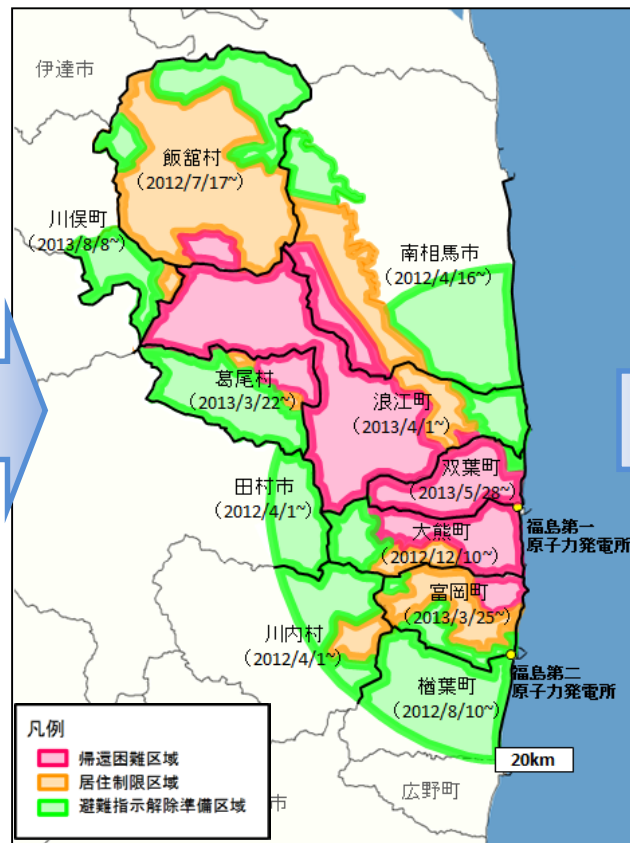 伊達市
飯舘村
(2012/7/17~)
川俣町
(2013/8/8~)
南相馬市
(2012/4/16~)
葛尾村
(2013/3/22~)
浪江町
(2013/4/1~)
田村市
(2012/4/1~)
双葉町
(2013/5/28~)
大熊町
(2012/12/10~)
福島第一
原子力発電所
富岡町
(2013/3/25~)
川内村
(2012/4/1~)
福島第二
原子力発電所
楢葉町
(2012/8/10~)
20km
広野町
凡例
帰還困難区域
居住制限区域
避難指示解除準備区域
市